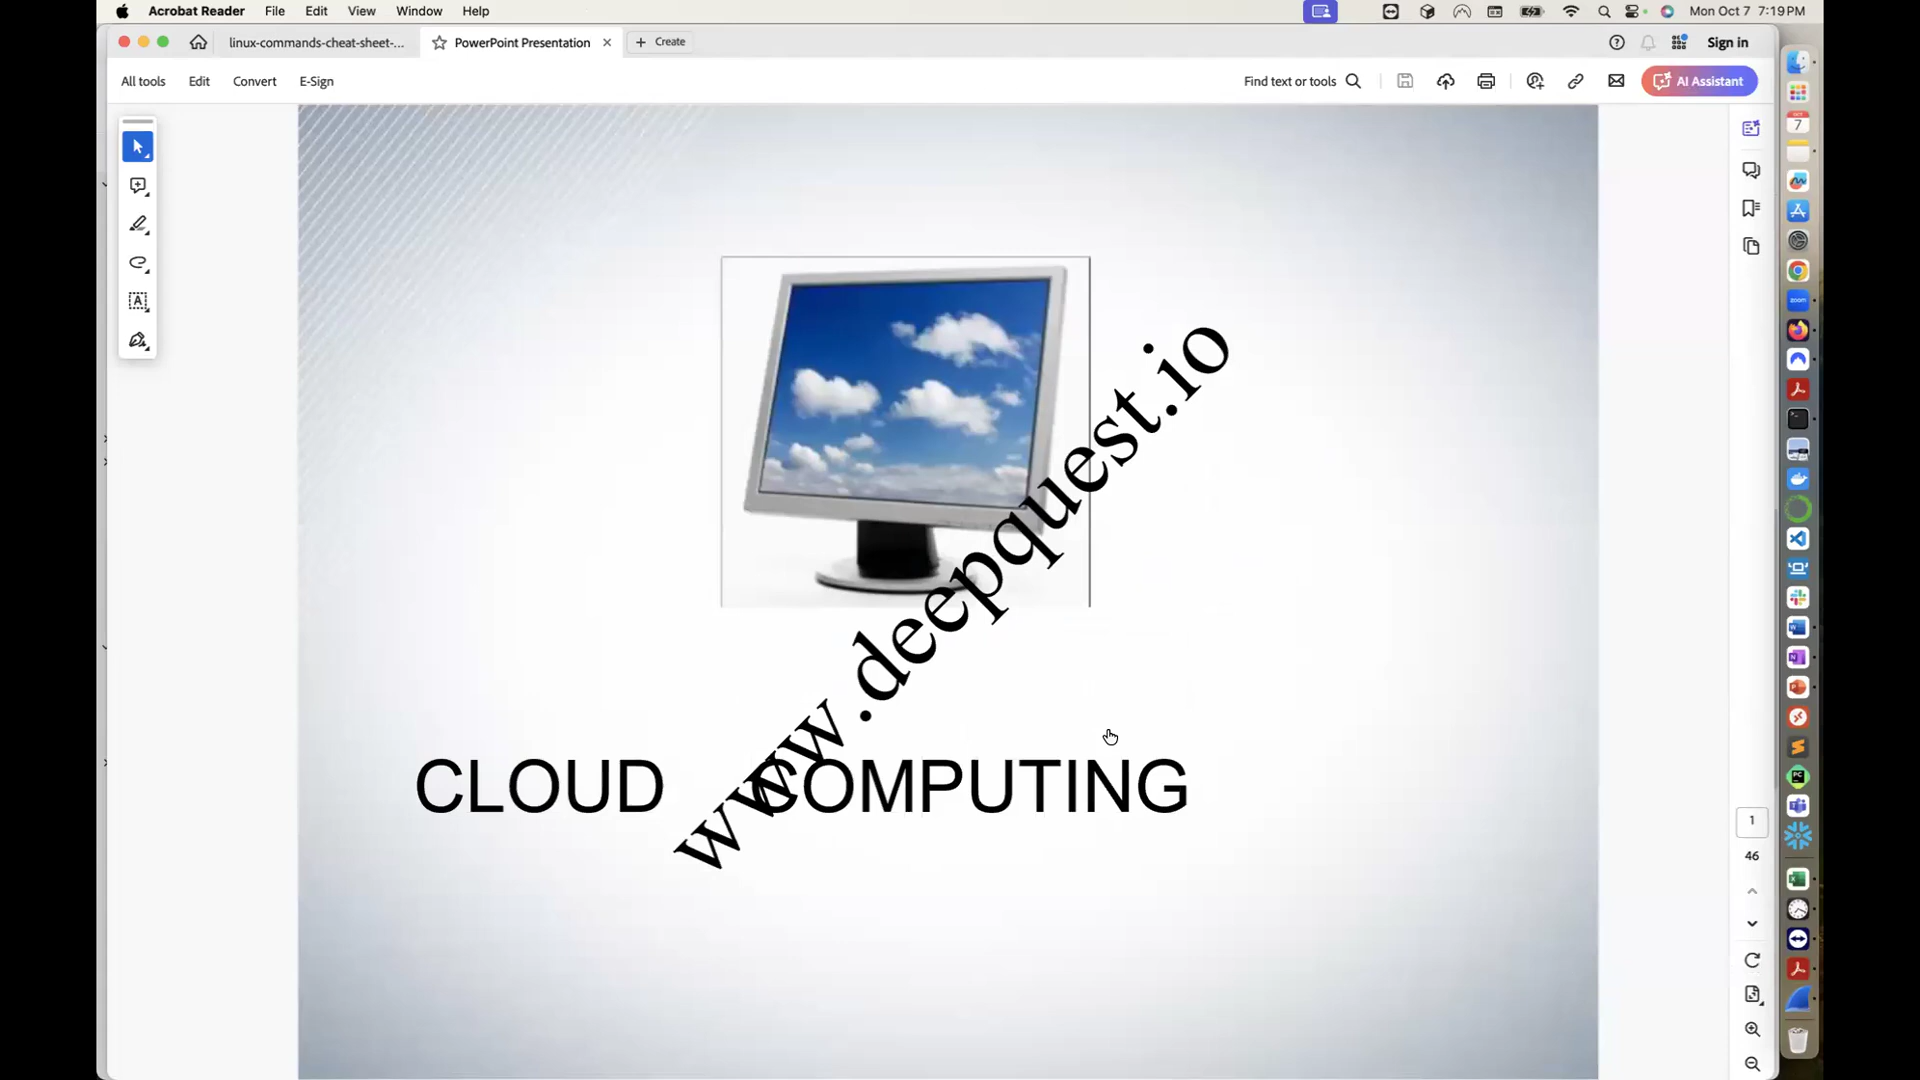 Acrobat Reader File Edit View Window Help
Mon Oct 7 7:19 PM
linux-commands-cheat-sheet-...
PowerPoint Presentation
Create
Sign in
All tools Edit Convert E-Sign
Find text or tools
AI Assistant
www.deepquest.io
CLOUD COMPUTING
1
46